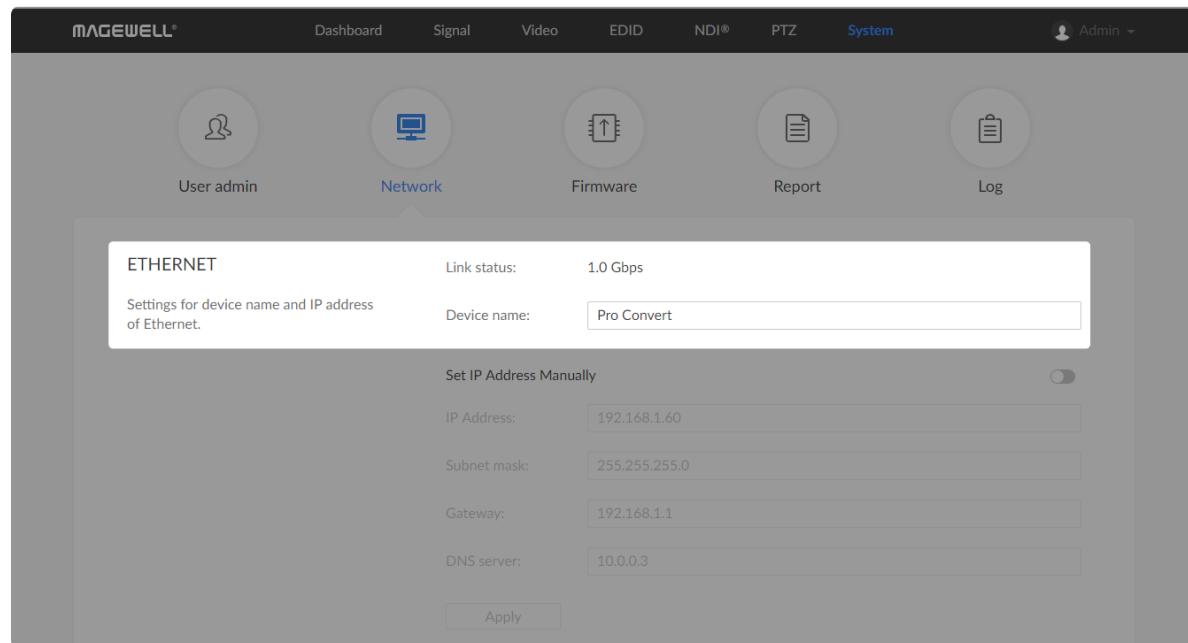 MAGEWELL®
Dashboard Signal Video EDID NDI® PTZ System Admin
User admin Network Firmware Report Log
ETHERNET
Settings for device name and IP address
of Ethernet.
Link status: 1.0 Gbps
Device name: Pro Convert
Set IP Address Manually
IP Address: 192.168.1.60
Subnet mask: 255.255.255.0
Gateway: 192.168.1.1
DNS server: 10.0.0.3
Apply